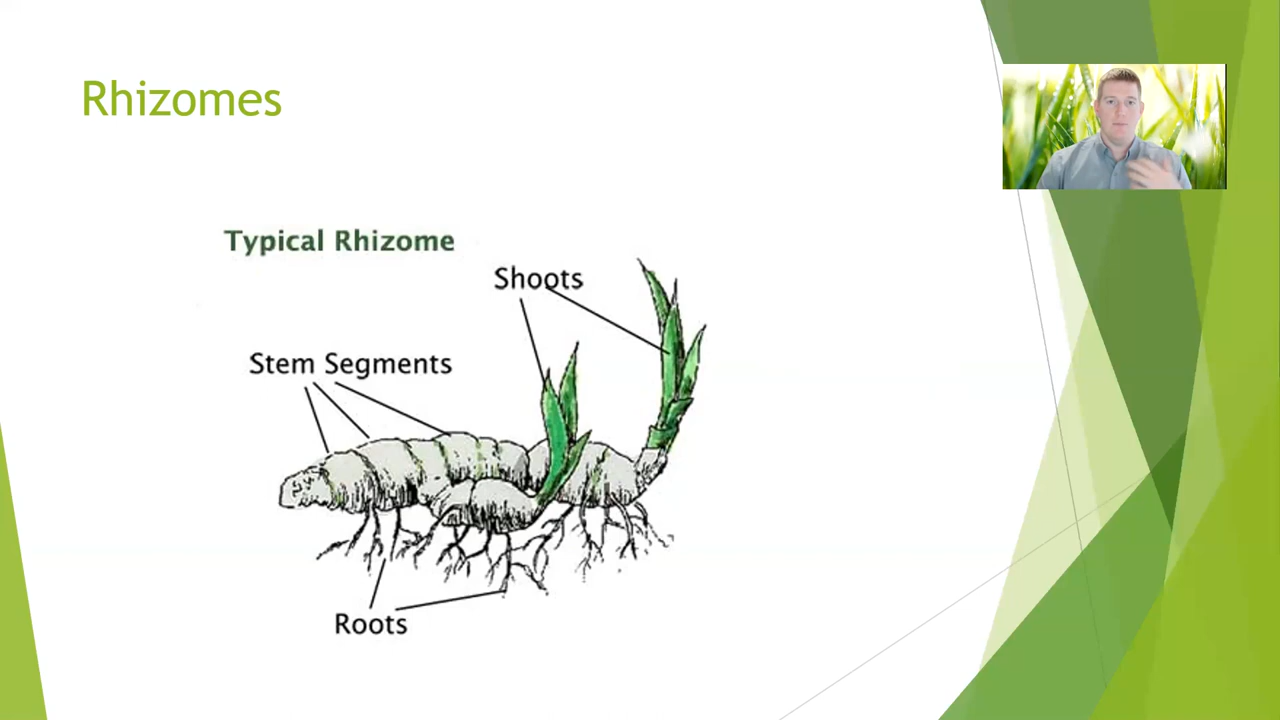 Rhizomes
Typical Rhizome
Shoots
Stem Segments
Roots